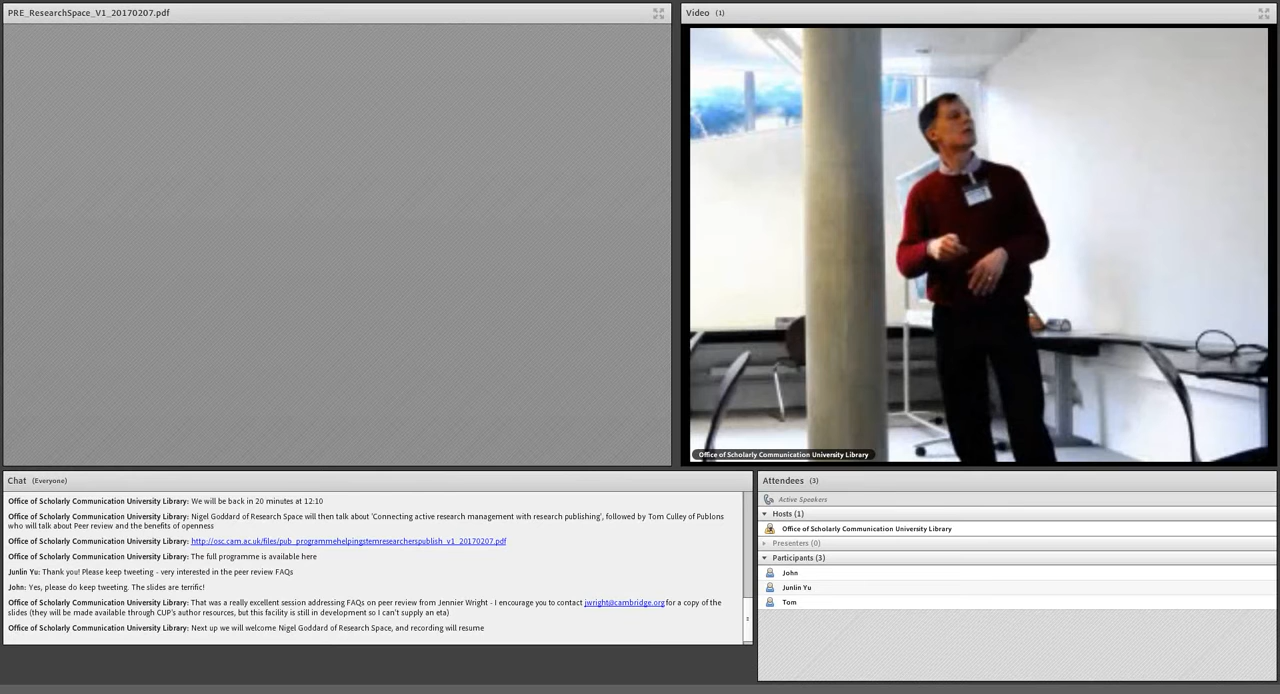 PRE_ResearchSpace_V1_20170207.pdf
Video (1)
Office of Scholarly Communication University Library
Chat (Everyone)
Office of Scholarly Communication University Library: We will be back in 20 minutes at 12:10
Office of Scholarly Communication University Library: Nigel Goddard of Research Space will then talk about 'Connecting active research management with research publishing', followed by Tom Culley of Publons
who will talk about Peer review and the benefits of openness
Office of Scholarly Communication University Library: http://osc.cam.ac.uk/files/pub_programmehelpingstemresearcherspublish_v1_20170207.pdf
Office of Scholarly Communication University Library: The full programme is available here
Junlin Yu: Thank you! Please keep tweeting - very interested in the peer review FAQs
John: Yes, please do keep tweeting. The slides are terrific!
Office of Scholarly Communication University Library: That was a really excellent session addressing FAQs on peer review from Jennier Wright - I encourage you to contact jwright@cambridge.org for a copy of the
slides (they will be made available through CUP's author resources, but this facility is still in development so I can't supply an eta)
Office of Scholarly Communication University Library: Next up we will welcome Nigel Goddard of Research Space, and recording will resume
Attendees (3)
Active Speakers
Hosts (1)
Office of Scholarly Communication University Library
Presenters (0)
Participants (3)
John
Junlin Yu
Tom